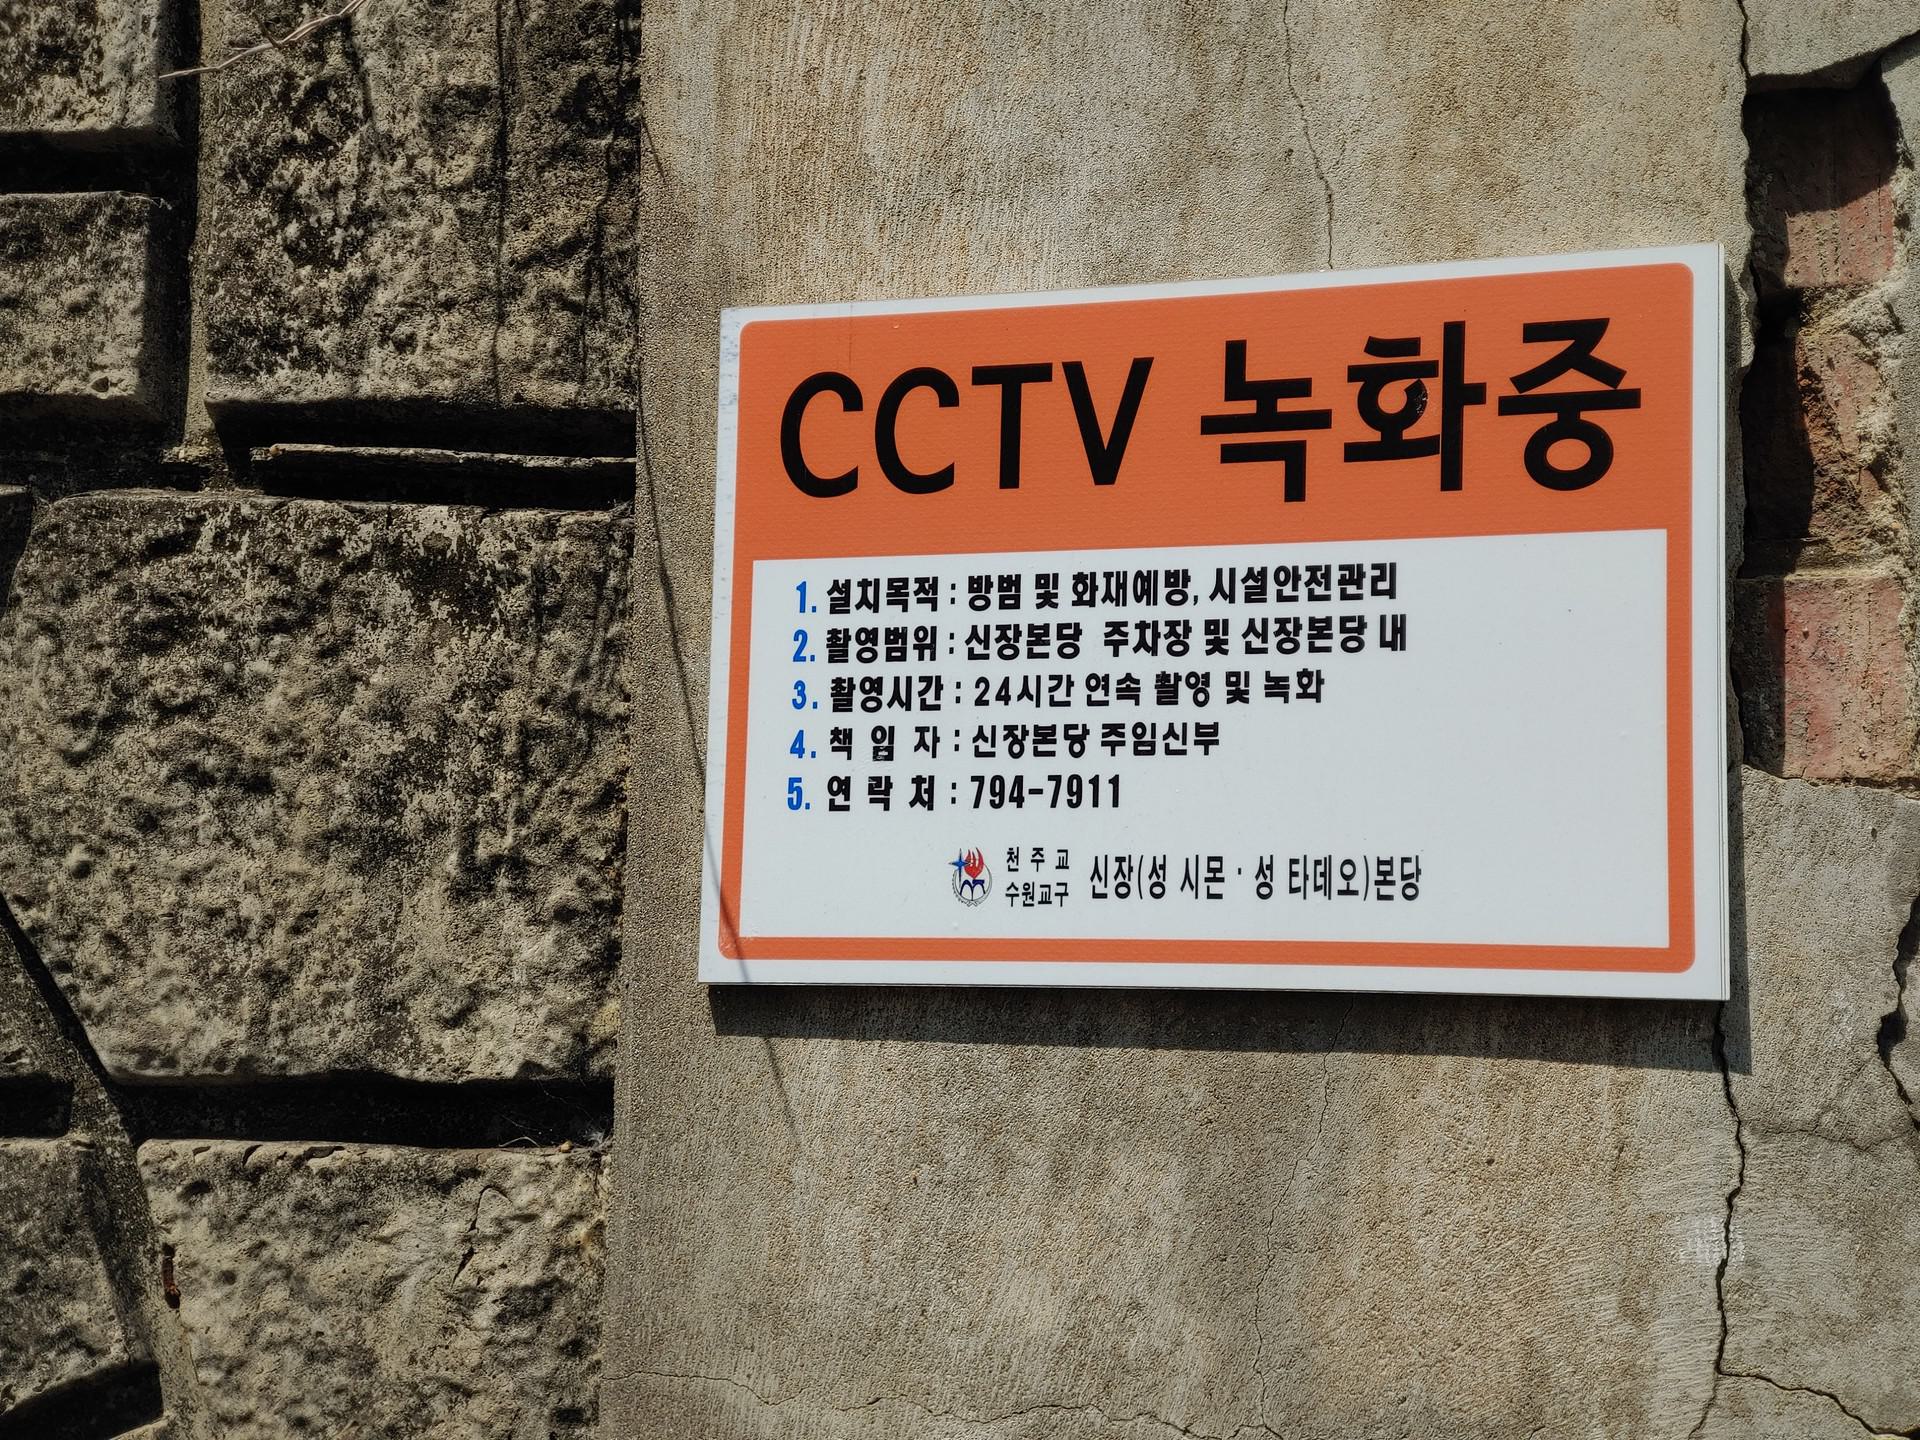 CCTV 녹화중
1. 설치목적 : 방범 및 화재예방, 시설안전관리
2. 촬영범위 : 신장본당 주차장 및 신장본당 내
3. 촬영시간 : 24시간 연속 촬영 및 녹화
4. 책 임 자 : 신장본당 주임신부
5. 연 락 처 : 794-7911
천 주 교
수원교구
신장(성 시몬 · 성 타데오)본당